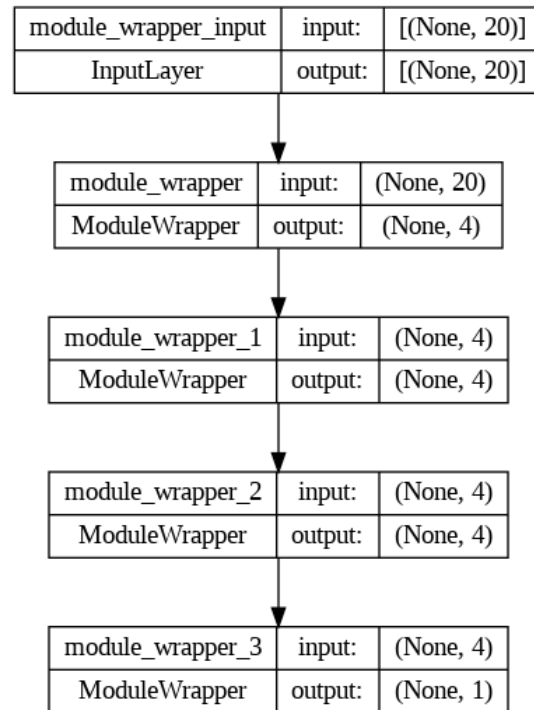 module_wrapper_input input: [(None, 20)]
InputLayer output: [(None, 20)]
module_wrapper input: (None, 20)
ModuleWrapper output: (None, 4)
module_wrapper_1 input: (None, 4)
ModuleWrapper output: (None, 4)
module_wrapper_2 input: (None, 4)
ModuleWrapper output: (None, 4)
module_wrapper_3 input: (None, 4)
ModuleWrapper output: (None, 1)